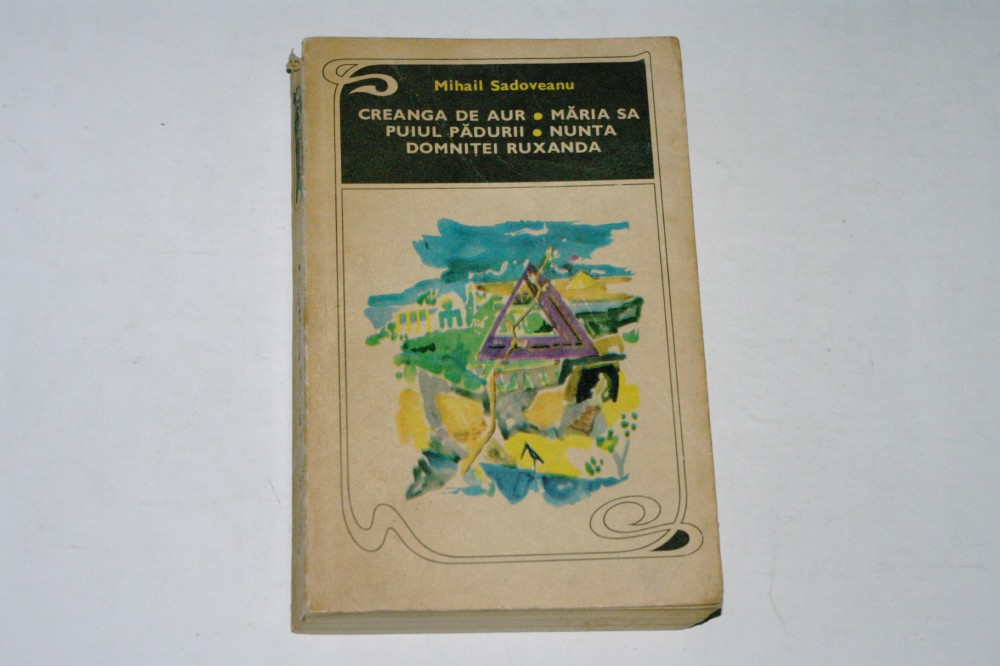 Mihail Sadoveanu
CREANGA DE AUR • MĂRIA SA
PUIUL PĂDURII • NUNTA
DOMNIȚEI RUXANDA